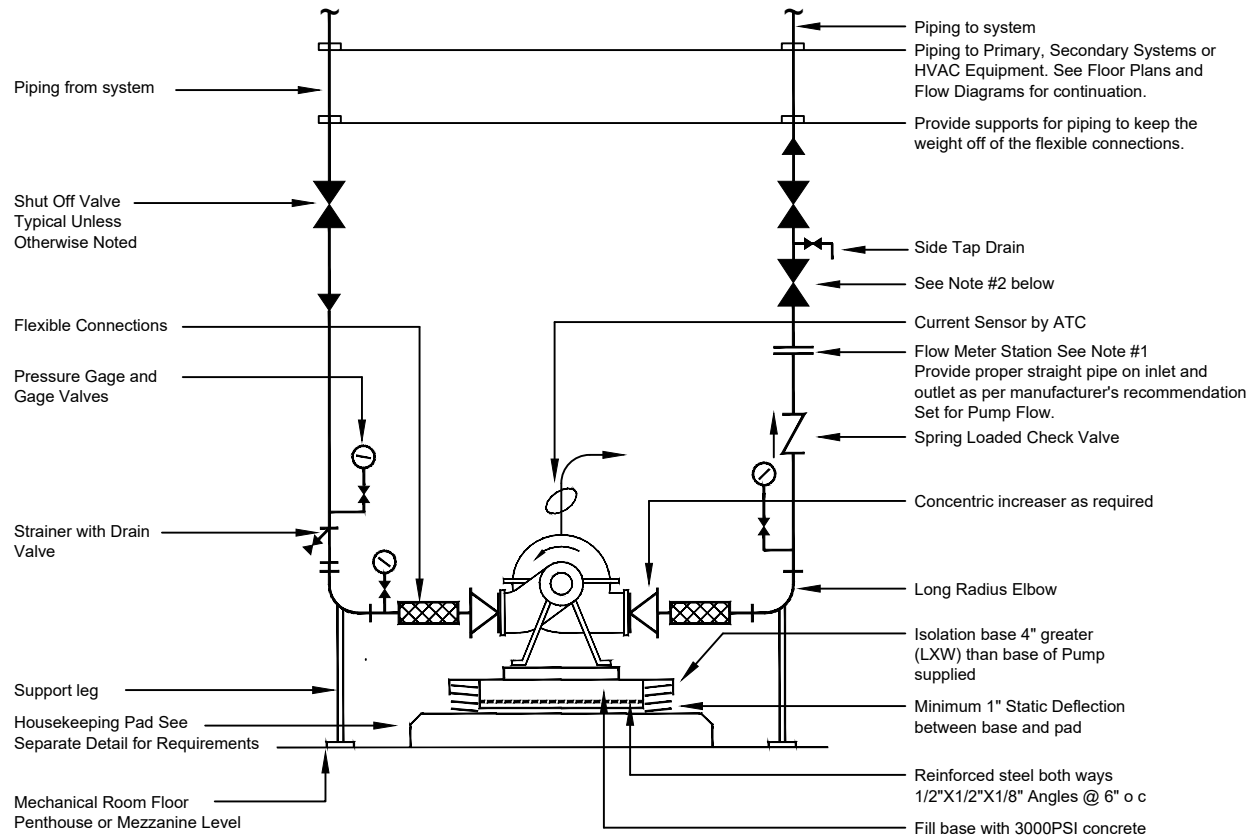 Piping from system
Shut Off Valve
Typical Unless
Otherwise Noted
Flexible Connections
Pressure Gage and
Gage Valves
Strainer with Drain
Valve
Support leg
Housekeeping Pad See
Separate Detail for Requirements
Mechanical Room Floor
Penthouse or Mezzanine Level
Piping to system
Piping to Primary, Secondary Systems or
HVAC Equipment. See Floor Plans and
Flow Diagrams for continuation.
Provide supports for piping to keep the
weight off of the flexible connections.
Side Tap Drain
See Note #2 below
Current Sensor by ATC
Flow Meter Station See Note #1
Provide proper straight pipe on inlet and
outlet as per manufacturer's recommendation
Set for Pump Flow.
Spring Loaded Check Valve
Concentric increaser as required
Long Radius Elbow
Isolation base 4" greater
(LXW) than base of Pump
supplied
Minimum 1" Static Deflection
between base and pad
Reinforced steel both ways
1/2"X1/2"X1/8" Angles @ 6" o c
Fill base with 3000PSI concrete